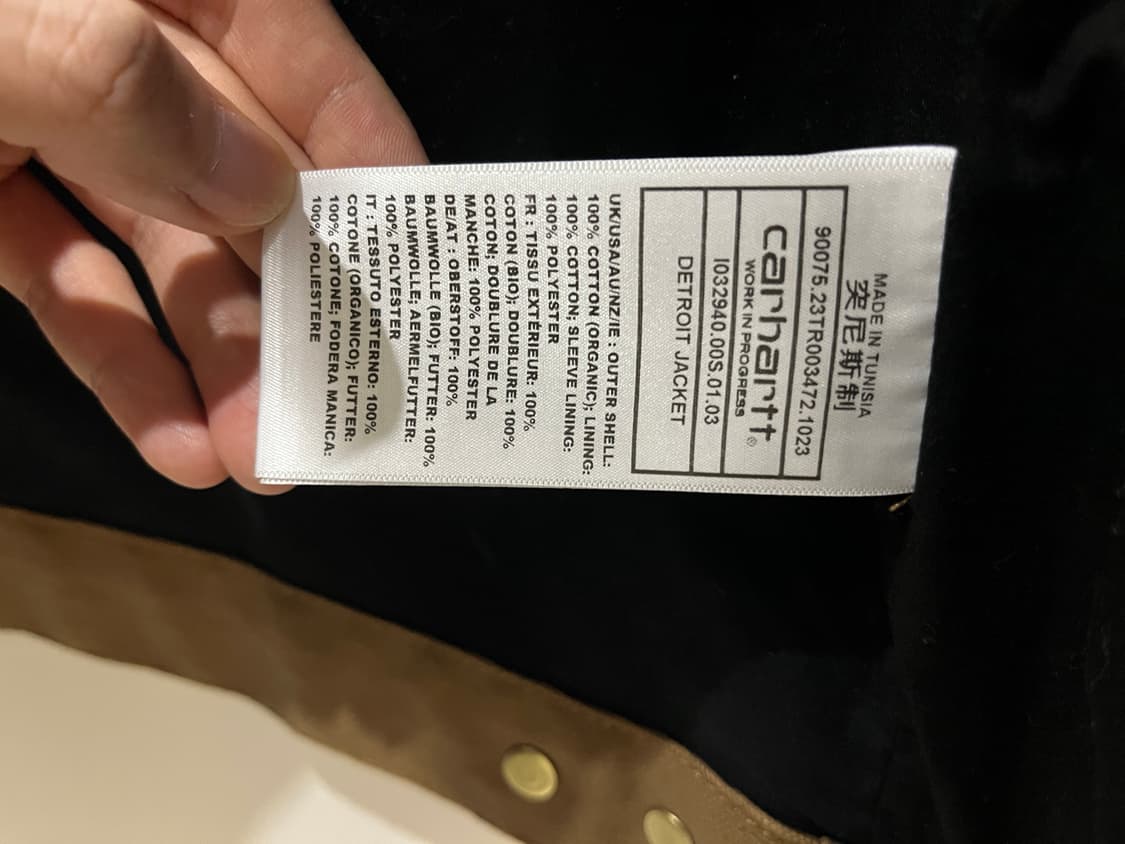 MADE IN TUNISIA
突尼斯制
90075.23TR003472.1023
carhartt®
WORK IN PROGRESS
I032940.00S.01.03
DETROIT JACKET
UK/USA/AU/NZ/IE : OUTER SHELL:
100% COTTON (ORGANIC); LINING:
100% COTTON; SLEEVE LINING:
100% POLYESTER
FR : TISSU EXTÉRIEUR: 100%
COTON (BIO); DOUBLURE: 100%
COTON; DOUBLURE DE LA
MANCHE: 100% POLYESTER
DE/AT : OBERSTOFF: 100%
BAUMWOLLE (BIO); FUTTER: 100%
BAUMWOLLE; AERMELFUTTER:
100% POLYESTER
IT : TESSUTO ESTERNO: 100%
COTONE (ORGANICO); FUTTER:
100% COTONE; FODERA MANICA:
100% POLIESTERE